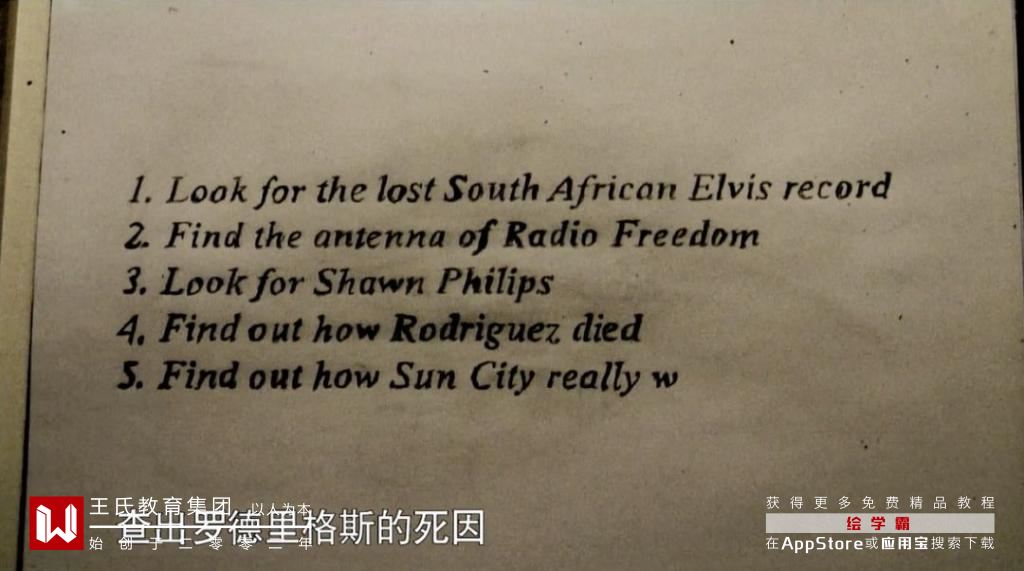 1. Look for the lost South African Elvis record
2. Find the antenna of Radio Freedom
3. Look for Shawn Philips
4. Find out how Rodriguez died
5. Find out how Sun City really w
王氏教育集团 以人为本
查出罗德里格斯的死因
始创于二零零二年
获得更多免费精品教程
绘学霸
在AppStore或应用宝搜索下载